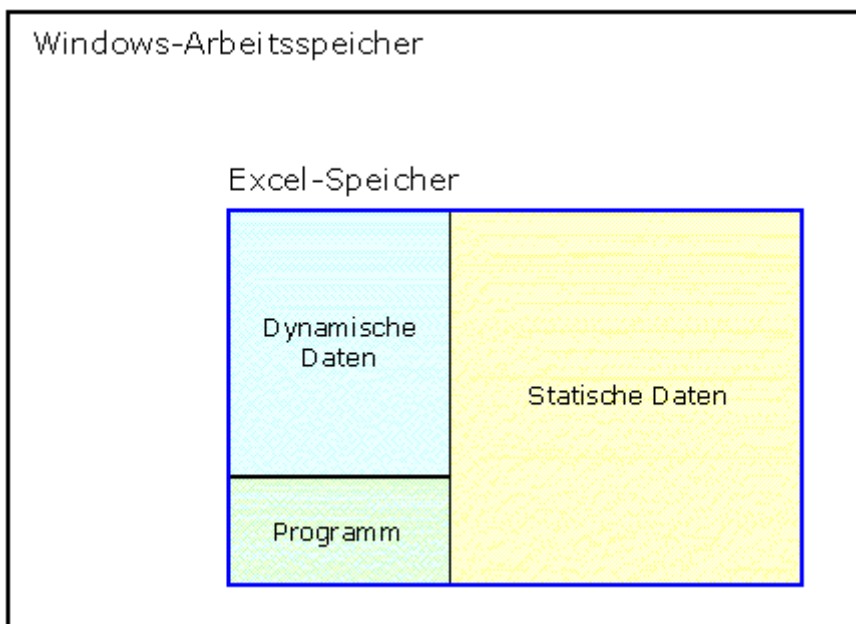 Windows-Arbeitsspeicher
Excel-Speicher
Dynamische
Daten
Statische Daten
Programm